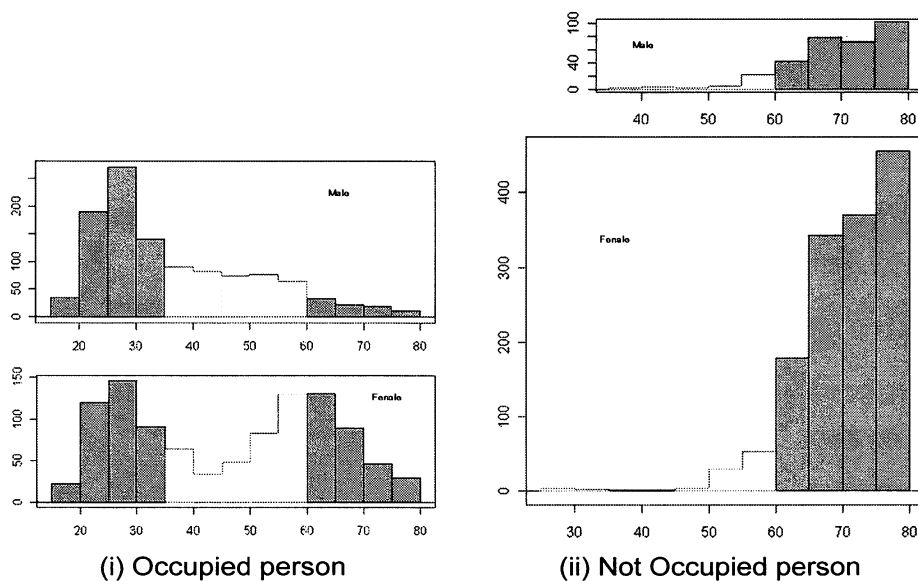 Male
0 50 100 200
20 30 40 50 60 70 80
Female
0 50 100 150
20 30 40 50 60 70 80
(i) Occupied person
Male
0 40 100
40 50 60 70 80
Female
0 100 200 300 400
30 40 50 60 70 80
(ii) Not Occupied person